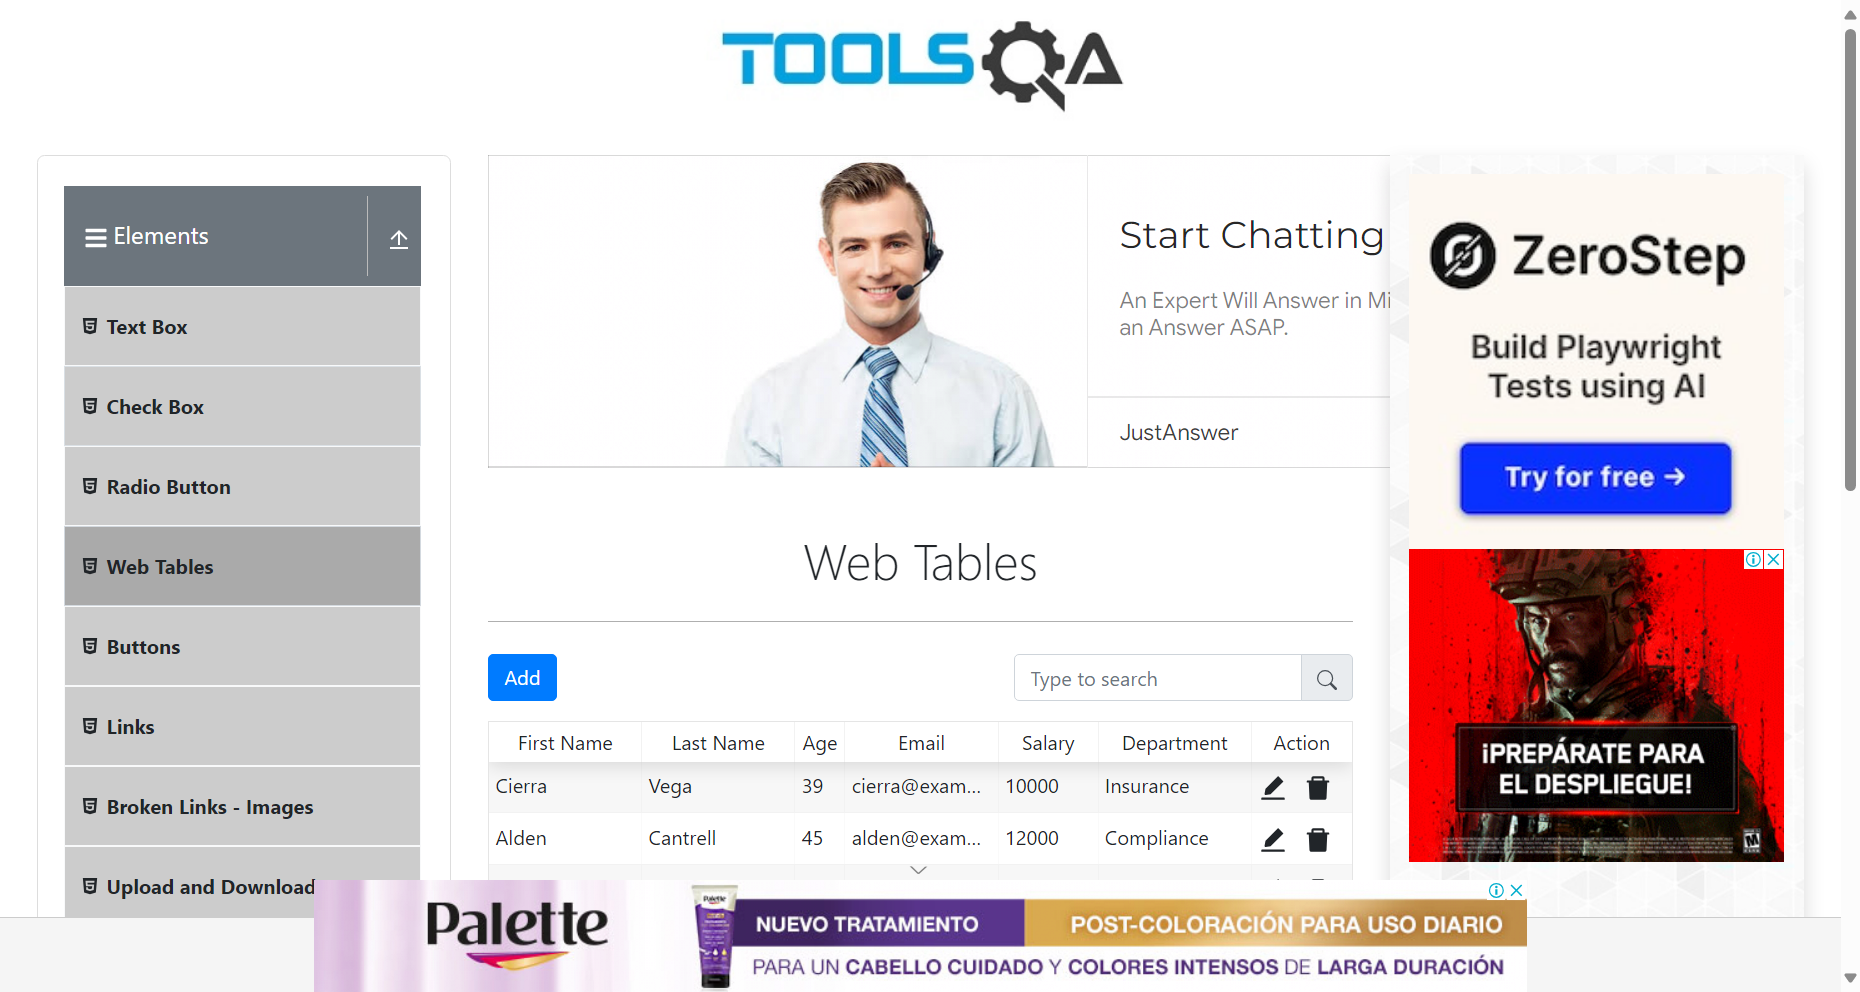 TOOLSQA
Elements
Text Box
Check Box
Radio Button
Web Tables
Buttons
Links
Broken Links - Images
Upload and Download
Start Chatting
An Expert Will Answer in Mi
an Answer ASAP.
JustAnswer
Web Tables
Add
Type to search
First Name Last Name Age Email Salary Department Action
Cierra Vega 39 cierra@exam... 10000 Insurance
Alden Cantrell 45 alden@exam... 12000 Compliance
ZeroStep
Build Playwright
Tests using AI
Try for free →
¡PREPÁRATE PARA
EL DESPLIEGUE!
Palette
Palette
NUEVO TRATAMIENTO
POST-COLORACIÓN PARA USO DIARIO
PARA UN CABELLO CUIDADO Y COLORES INTENSOS DE LARGA DURACIÓN